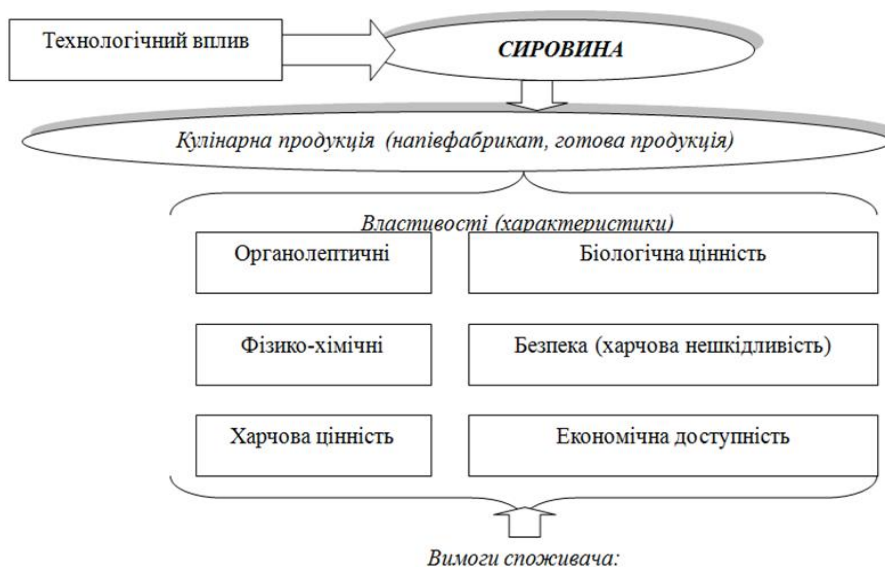 Технологічний вплив
СИРОВИНА
Кулінарна продукція (напівфабрикат, готова продукція)
Властивості (характеристики)
Органолептичні
Біологічна цінність
Фізико-хімічні
Безпека (харчова нешкідливість)
Харчова цінність
Економічна доступність
Вимоги споживача: